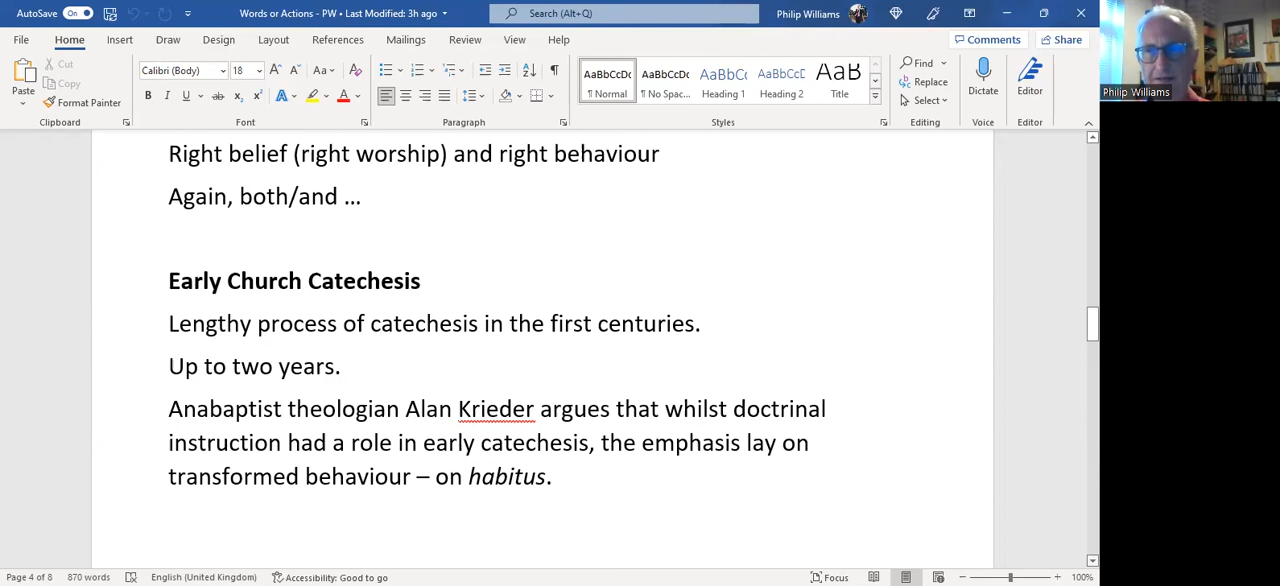 AutoSave On Words or Actions - PW • Last Modified: 3h ago Search (Alt+Q) Philip Williams
File Home Insert Draw Design Layout References Mailings Review View Help Comments Share
Paste Cut Copy Format Painter
Calibri (Body) 18 Aa
B I U ab x₂ x² A A
AaBbCcDc AaBbCcDc AaBbCc AaBbCcD AaB
¶ Normal ¶ No Spac... Heading 1 Heading 2 Title
Find Replace Select Dictate Editor
Clipboard Font Paragraph Styles Editing Voice Editor
Philip Williams
Right belief (right worship) and right behaviour
Again, both/and …
Early Church Catechesis
Lengthy process of catechesis in the first centuries.
Up to two years.
Anabaptist theologian Alan Krieder argues that whilst doctrinal
instruction had a role in early catechesis, the emphasis lay on
transformed behaviour – on habitus.
Page 4 of 8 870 words English (United Kingdom) Accessibility: Good to go Focus 100%